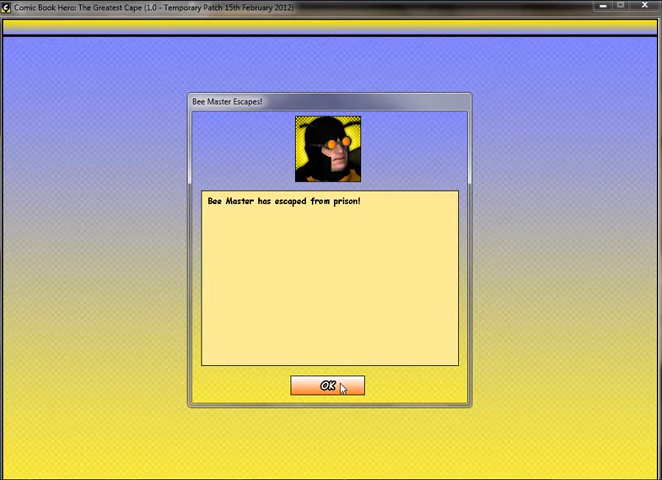 Comic Book Hero: The Greatest Cape (1.0 - Temporary Patch 15th February 2012)
Bee Master Escapes!
Bee Master has escaped from prison!
OK